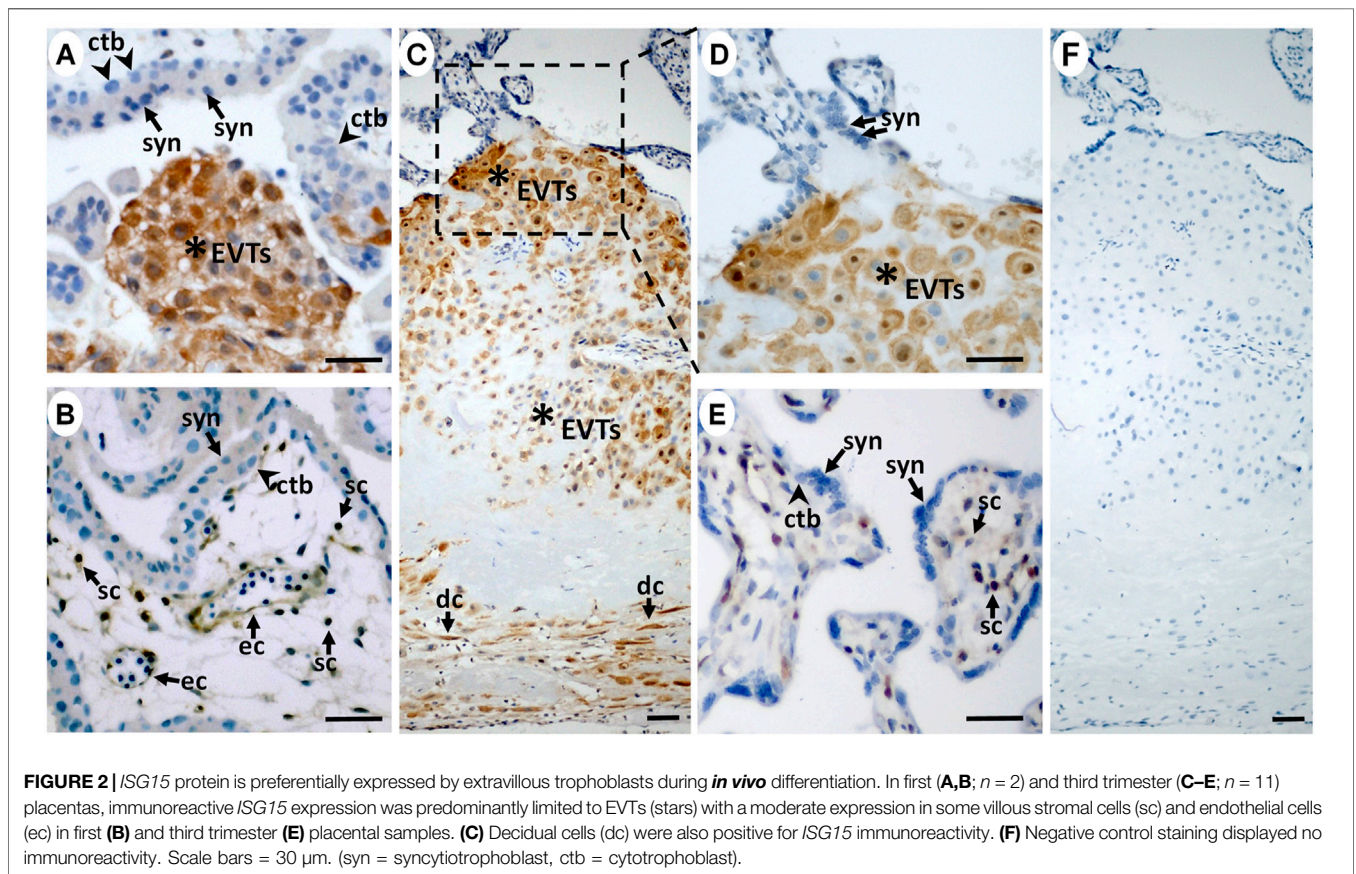 A
ctb
syn
syn
ctb
* EVTs
B
syn
ctb
sc
sc
ec
sc
ec
C
* EVTs
* EVTs
dc
dc
D
syn
* EVTs
E
syn
syn
ctb
sc
sc
F
FIGURE 2 | ISG15 protein is preferentially expressed by extravillous trophoblasts during in vivo differentiation. In first (A,B; n = 2) and third trimester (C–E; n = 11)
placentas, immunoreactive ISG15 expression was predominantly limited to EVTs (stars) with a moderate expression in some villous stromal cells (sc) and endothelial cells
(ec) in first (B) and third trimester (E) placental samples. (C) Decidual cells (dc) were also positive for ISG15 immunoreactivity. (F) Negative control staining displayed no
immunoreactivity. Scale bars = 30 µm. (syn = syncytiotrophoblast, ctb = cytotrophoblast).